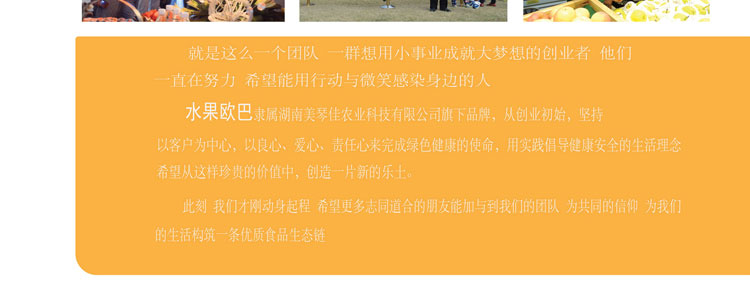 就是这么一个团队 一群想用小事业成就大梦想的创业者 他们
一直在努力 希望能用行动与微笑感染身边的人
水果欧巴隶属湖南美琴佳农业科技有限公司旗下品牌，从创业初始，坚持
以客户为中心，以良心、爱心、责任心来完成绿色健康的使命，用实践倡导健康安全的生活理念
希望从这样珍贵的价值中，创造一片新的乐土。
此刻 我们才刚动身起程 希望更多志同道合的朋友能加与到我们的团队 为共同的信仰 为我们
的生活构筑一条优质食品生态链